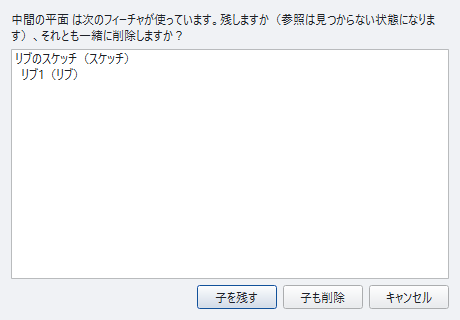 中間の平面 は次のフィーチャが使っています。残しますか（参照は見つからない状態になりま
す）、それとも一緒に削除しますか？
リブのスケッチ（スケッチ）
リブ1（リブ）
子を残す
子も削除
キャンセル